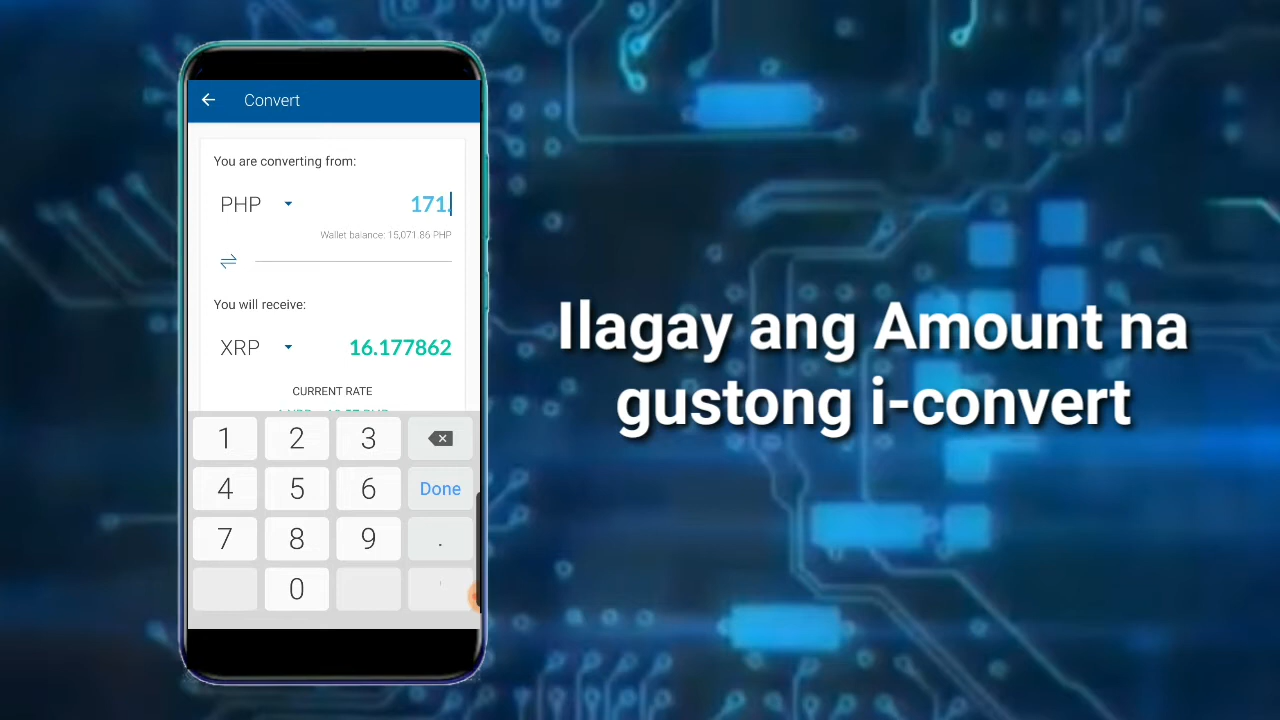 Convert
You are converting from:
PHP 171.
Wallet balance: 15,071.86 PHP
You will receive:
XRP 16.177862
CURRENT RATE
1 2 3
4 5 6 Done
7 8 9 .
0
Ilagay ang Amount na
gustong i-convert